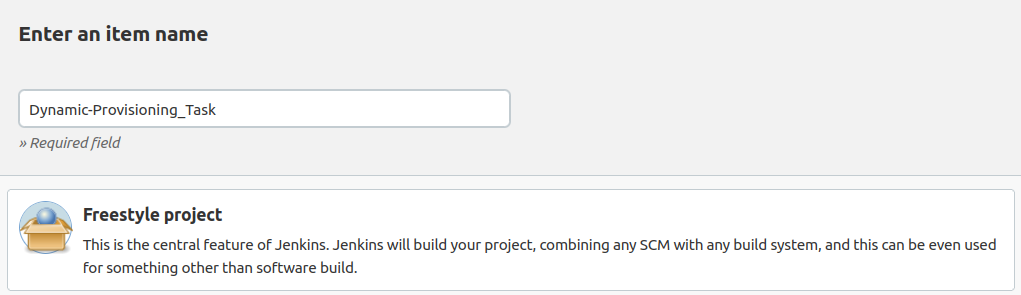 Enter an item name
Dynamic-Provisioning_Task
» Required field
Freestyle project
This is the central feature of Jenkins. Jenkins will build your project, combining any SCM with any build system, and this can be even used
for something other than software build.